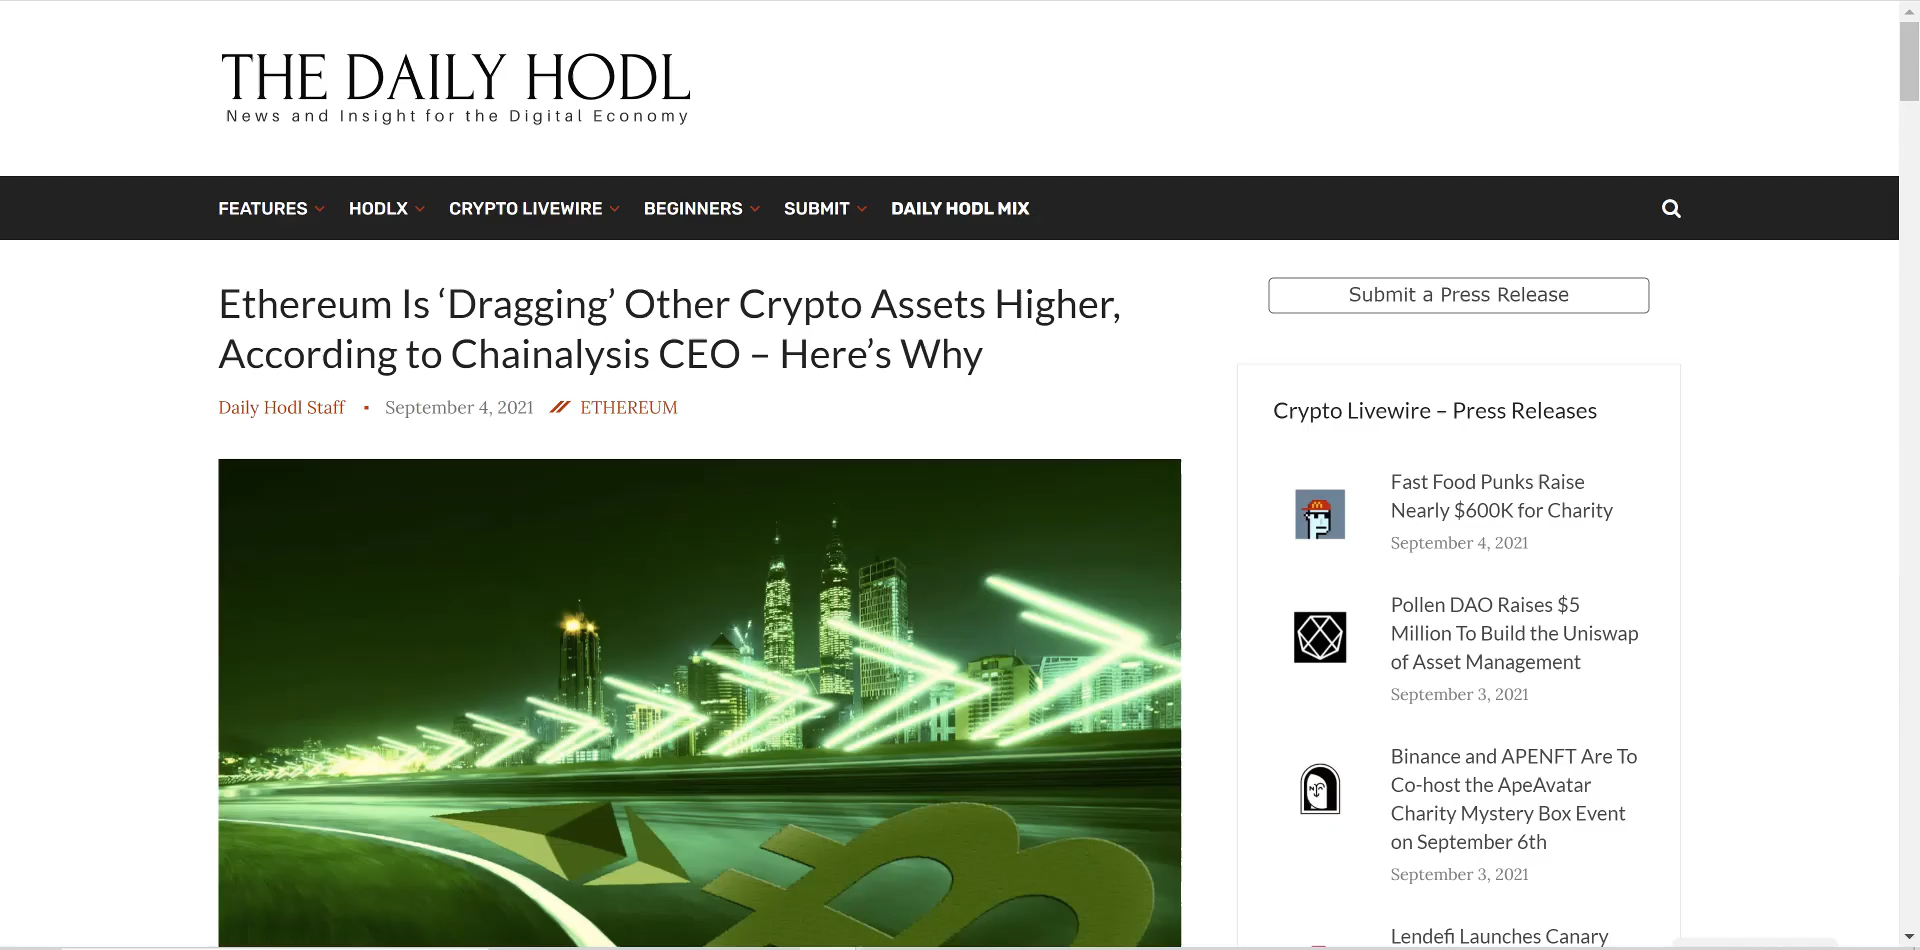 THE DAILY HODL
News and Insight for the Digital Economy
FEATURES HODLX CRYPTO LIVEWIRE BEGINNERS SUBMIT DAILY HODL MIX
Ethereum Is ‘Dragging’ Other Crypto Assets Higher,
According to Chainalysis CEO – Here’s Why
Daily Hodl Staff • September 4, 2021 ETHEREUM
Submit a Press Release
Crypto Livewire – Press Releases
Fast Food Punks Raise
Nearly $600K for Charity
September 4, 2021
Pollen DAO Raises $5
Million To Build the Uniswap
of Asset Management
September 3, 2021
Binance and APENFT Are To
Co-host the ApeAvatar
Charity Mystery Box Event
on September 6th
September 3, 2021
Lendefi Launches Canary